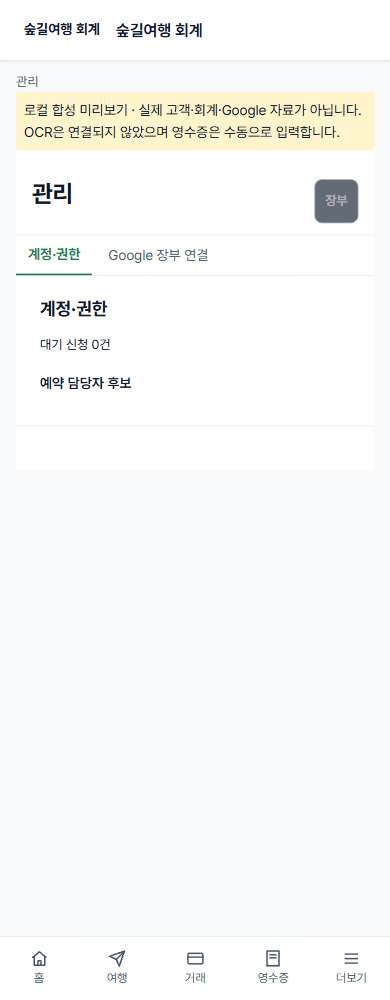 숲길여행 회계 숲길여행 회계
관리
로컬 합성 미리보기 · 실제 고객·회계·Google 자료가 아닙니다.
OCR은 연결되지 않았으며 영수증은 수동으로 입력합니다.
관리
장부
계정·권한 Google 장부 연결
계정·권한
대기 신청 0건
예약 담당자 후보
홈 여행 거래 영수증 더보기